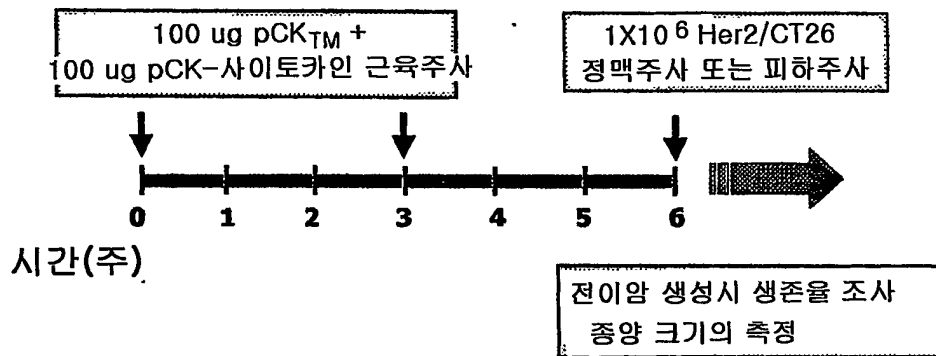 100 ug pCKTM +
100 ug pCK-사이토카인 근육주사
1X10 6 Her2/CT26
정맥주사 또는 피하주사
0 1 2 3 4 5 6
시간(주)
전이암 생성시 생존율 조사
종양 크기의 측정